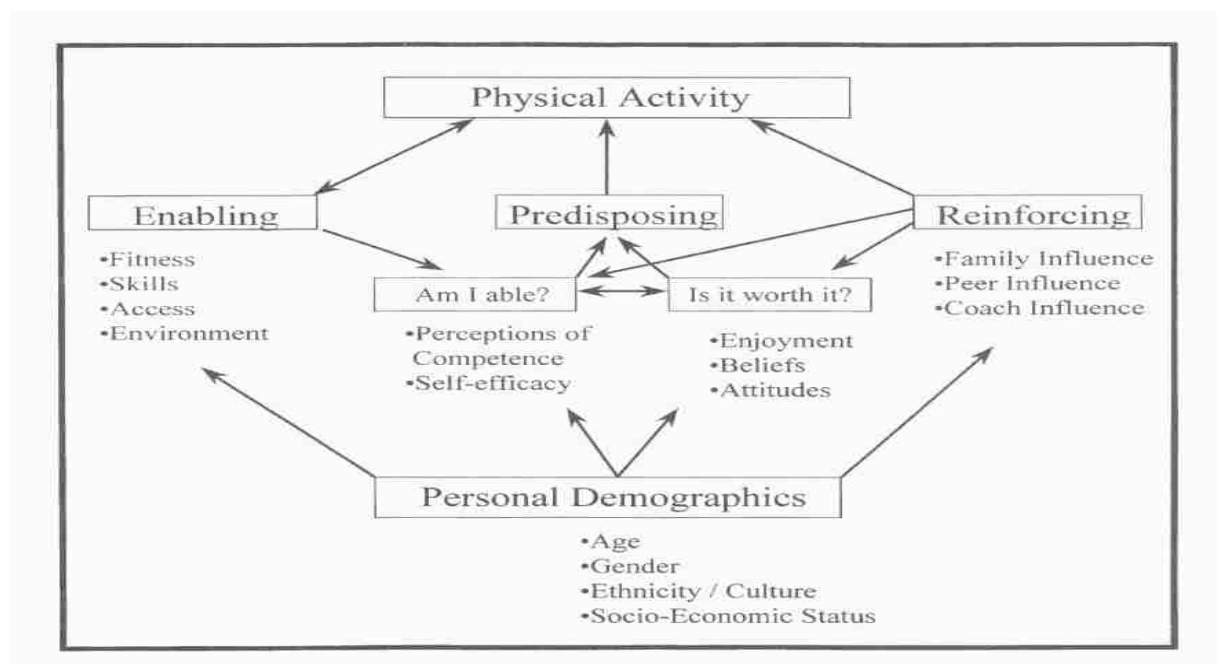 Physical Activity
Enabling
Predisposing
Reinforcing
•Fitness
•Skills
•Access
•Environment
Am I able?
Is it worth it?
•Family Influence
•Peer Influence
•Coach Influence
•Perceptions of
Competence
•Self-efficacy
•Enjoyment
•Beliefs
•Attitudes
Personal Demographics
•Age
•Gender
•Ethnicity / Culture
•Socio-Economic Status